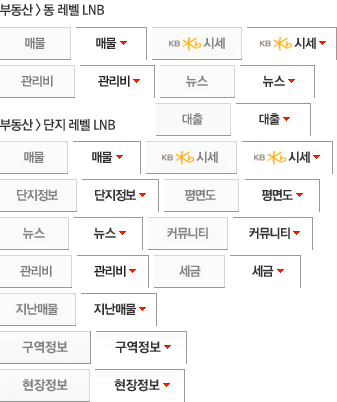 부동산 > 동 레벨 LNB
매물 매물 KB 시세 KB 시세
관리비 관리비 뉴스 뉴스
대출 대출
부동산 > 단지 레벨 LNB
매물 매물 KB 시세 KB 시세
단지정보 단지정보 평면도 평면도
뉴스 뉴스 커뮤니티 커뮤니티
관리비 관리비 세금 세금
지난매물 지난매물
구역정보 구역정보
현장정보 현장정보